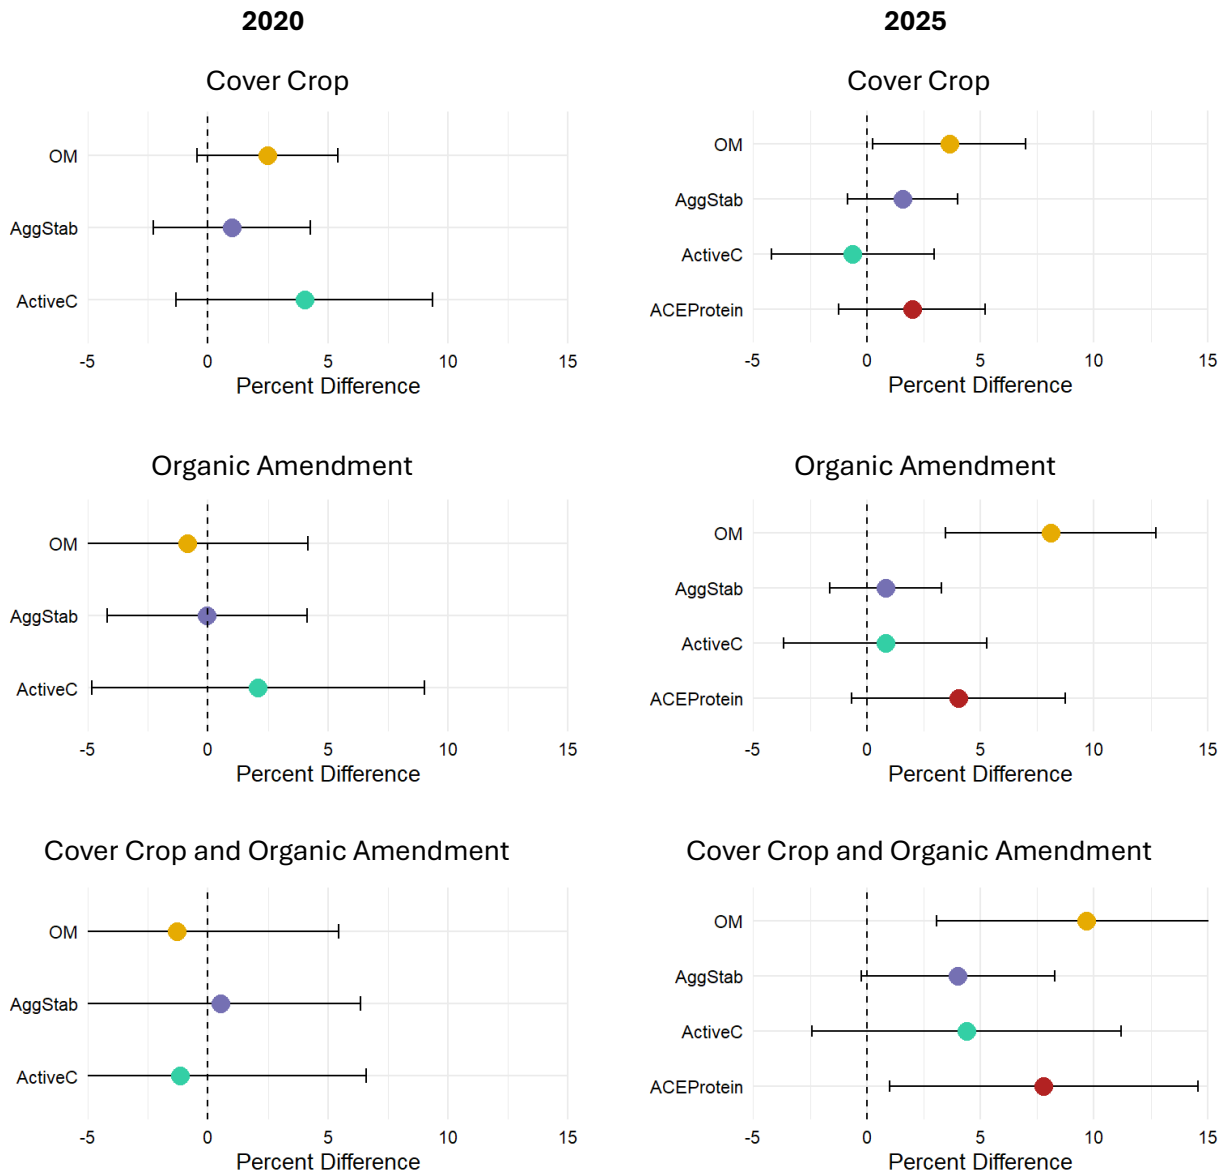 2020
2025
Cover Crop
Cover Crop
OM
AggStab
ActiveC
-5 0 5 10 15
Percent Difference
OM
AggStab
ActiveC
ACEProtein
-5 0 5 10 15
Percent Difference
Organic Amendment
Organic Amendment
OM
AggStab
ActiveC
-5 0 5 10 15
Percent Difference
OM
AggStab
ActiveC
ACEProtein
-5 0 5 10 15
Percent Difference
Cover Crop and Organic Amendment
Cover Crop and Organic Amendment
OM
AggStab
ActiveC
-5 0 5 10 15
Percent Difference
OM
AggStab
ActiveC
ACEProtein
-5 0 5 10 15
Percent Difference